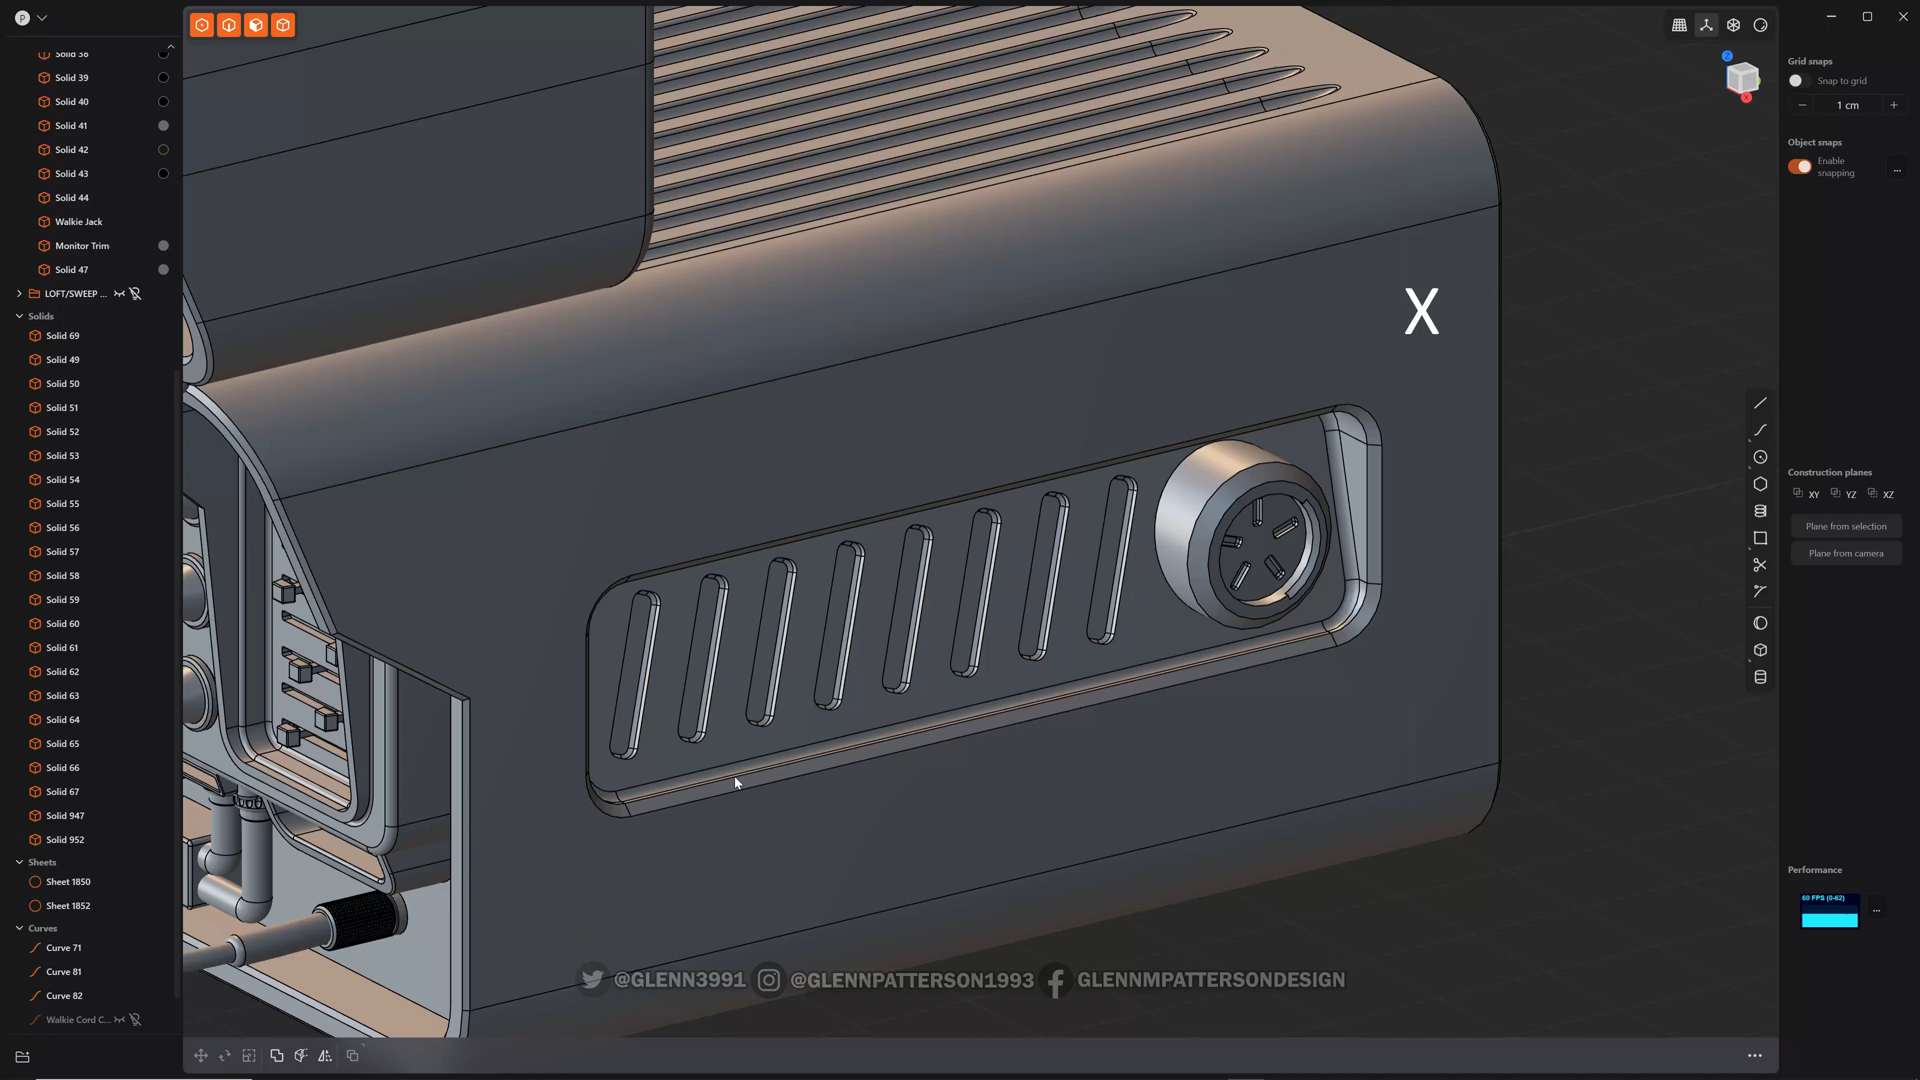 P
Solid 38
Solid 39
Solid 40
Solid 41
Solid 42
Solid 43
Solid 44
Walkie Jack
Monitor Trim
Solid 47
LOFT/SWEEP ...
Solids
Solid 69
Solid 49
Solid 50
Solid 51
Solid 52
Solid 53
Solid 54
Solid 55
Solid 56
Solid 57
Solid 58
Solid 59
Solid 60
Solid 61
Solid 62
Solid 63
Solid 64
Solid 65
Solid 66
Solid 67
Solid 947
Solid 952
Sheets
Sheet 1850
Sheet 1852
Curves
Curve 71
Curve 81
Curve 82
Walkie Cord C...
X
Z
X
@GLENN3991 @GLENNPATTERSON1993 GLENNMPATTERSONDESIGN
Grid snaps
Snap to grid
1 cm
Object snaps
Enable
snapping
Construction planes
XY YZ XZ
Plane from selection
Plane from camera
Performance
60 FPS (0-62)